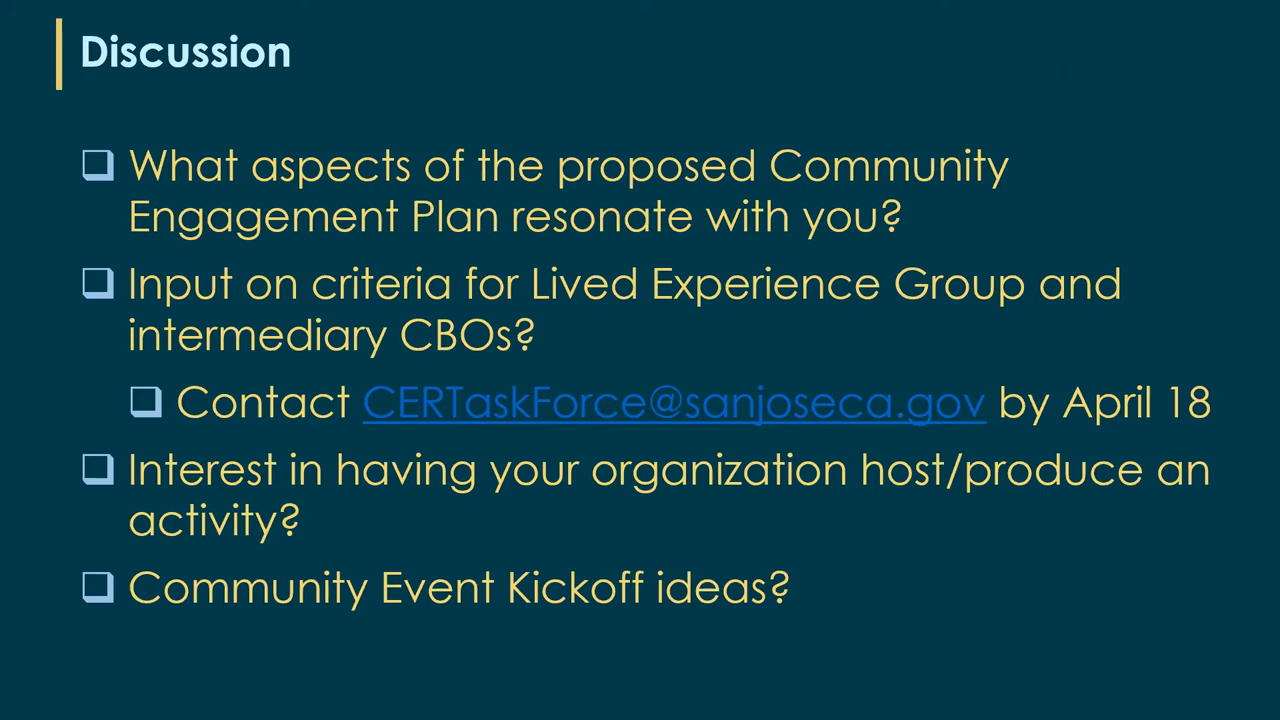 Discussion
What aspects of the proposed Community
Engagement Plan resonate with you?
Input on criteria for Lived Experience Group and
intermediary CBOs?
Contact CERTaskForce@sanjoseca.gov by April 18
Interest in having your organization host/produce an
activity?
Community Event Kickoff ideas?